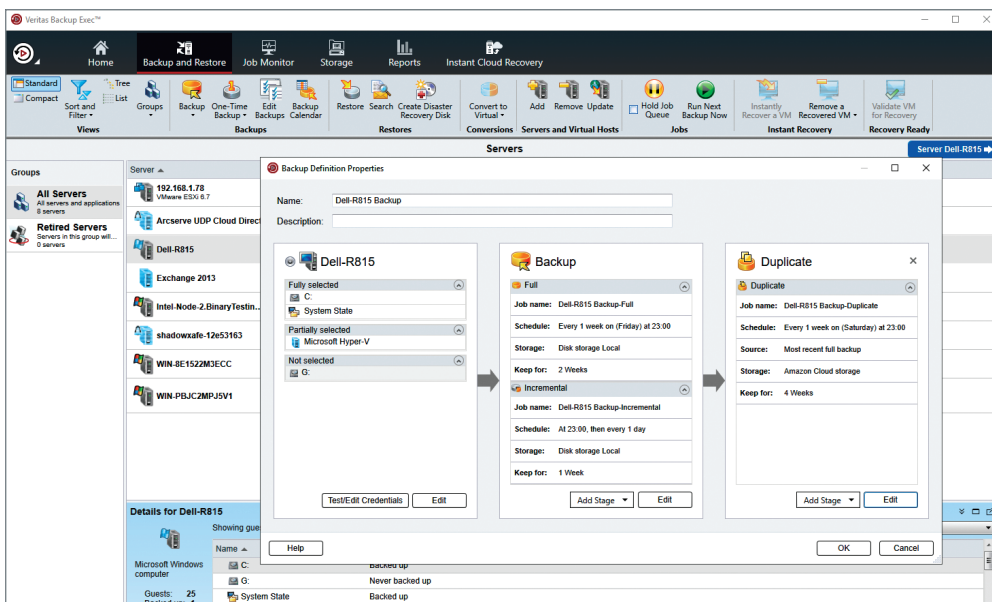 Veritas Backup Exec™
Home
Backup and Restore
Job Monitor
Storage
Reports
Instant Cloud Recovery
Standard
Compact
Sort and Filter
Tree
List
Views
Groups
Backup
One-Time Backup
Edit Backups
Backup Calendar
Backups
Restore
Search
Create Disaster Recovery Disk
Restores
Convert to Virtual
Conversions
Add
Remove
Update
Servers and Virtual Hosts
Hold Job Queue
Run Next Backup Now
Jobs
Instantly Recover a VM
Remove a Recovered VM
Instant Recovery
Validate VM for Recovery
Recovery Ready
Servers
Server Dell-R815
Groups
All Servers
All servers and applications
8 servers
Retired Servers
Servers in this group will...
0 servers
Server
192.168.1.78
VMware ESXi 6.7
Arcserve UDP Cloud Direct
Dell-R815
Exchange 2013
Intel-Node-2.BinaryTestin...
shadowxafe-12e53163
WIN-8E1522M3ECC
WIN-PBJC2MPJ5V1
Backup Definition Properties
Name: Dell-R815 Backup
Description:
Dell-R815
Fully selected
C:
System State
Partially selected
Microsoft Hyper-V
Not selected
G:
Test/Edit Credentials
Edit
Backup
Full
Job name: Dell-R815 Backup-Full
Schedule: Every 1 week on (Friday) at 23:00
Storage: Disk storage Local
Keep for: 2 Weeks
Incremental
Job name: Dell-R815 Backup-Incremental
Schedule: At 23:00, then every 1 day
Storage: Disk storage Local
Keep for: 1 Week
Add Stage
Edit
Duplicate
Duplicate
Job name: Dell-R815 Backup-Duplicate
Schedule: Every 1 week on (Saturday) at 23:00
Source: Most recent full backup
Storage: Amazon Cloud storage
Keep for: 4 Weeks
Add Stage
Edit
Help
OK
Cancel
Details for Dell-R815
Microsoft Windows computer
Guests: 25
Showing gue
Name
C: Backed up
G: Never backed up
System State Backed up